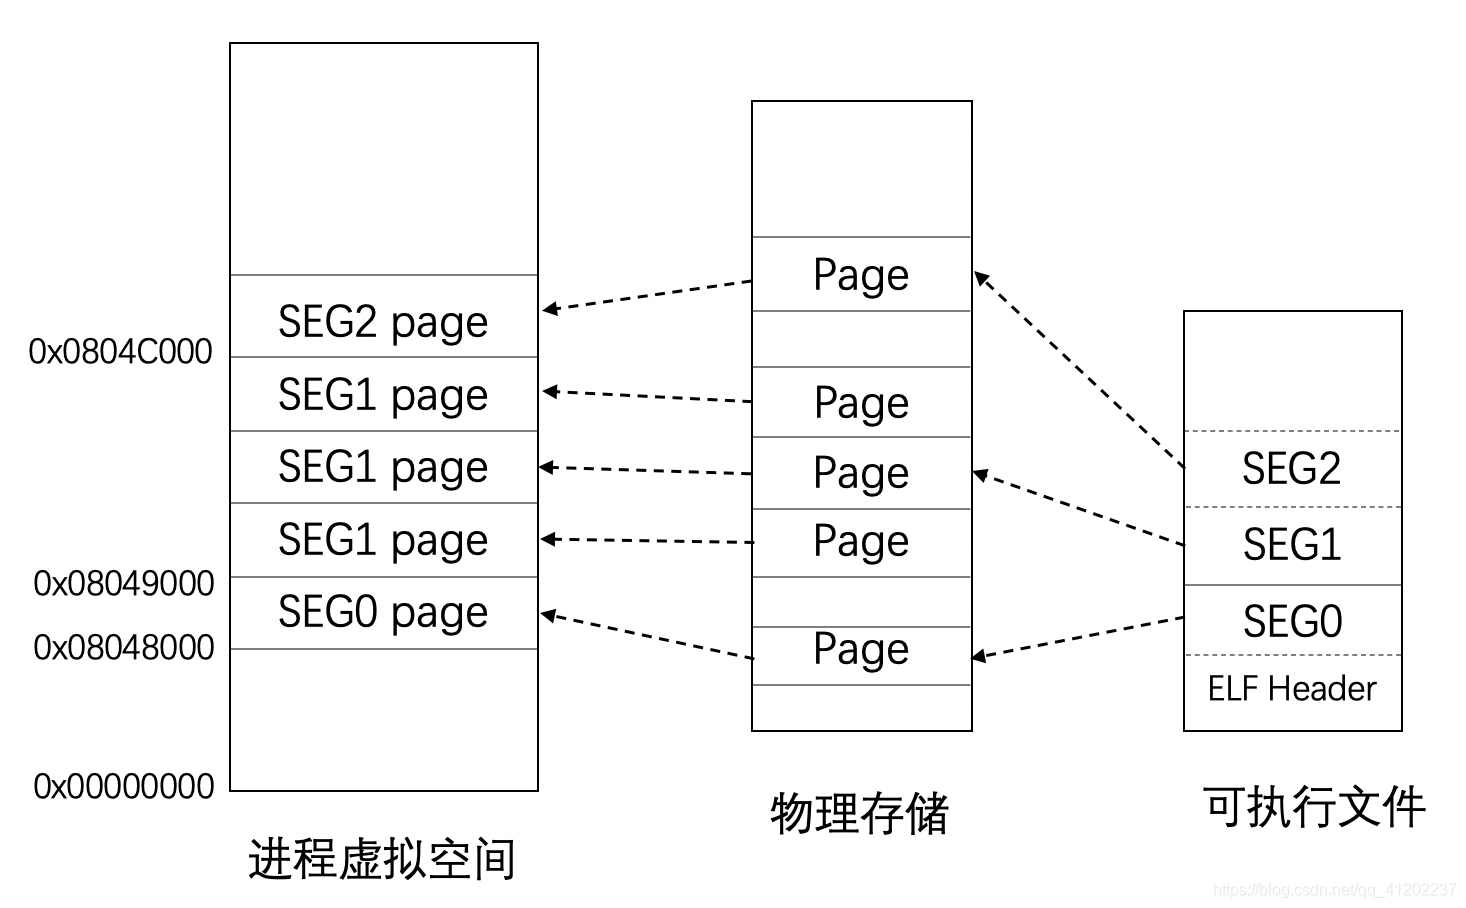 SEG2 page
0x0804C000
SEG1 page
SEG1 page
SEG1 page
0x08049000
SEG0 page
0x08048000
0x00000000
进程虚拟空间
Page
Page
Page
Page
Page
物理存储
SEG2
SEG1
SEG0
ELF Header
可执行文件
https://blog.csdn.net/qq_41202237